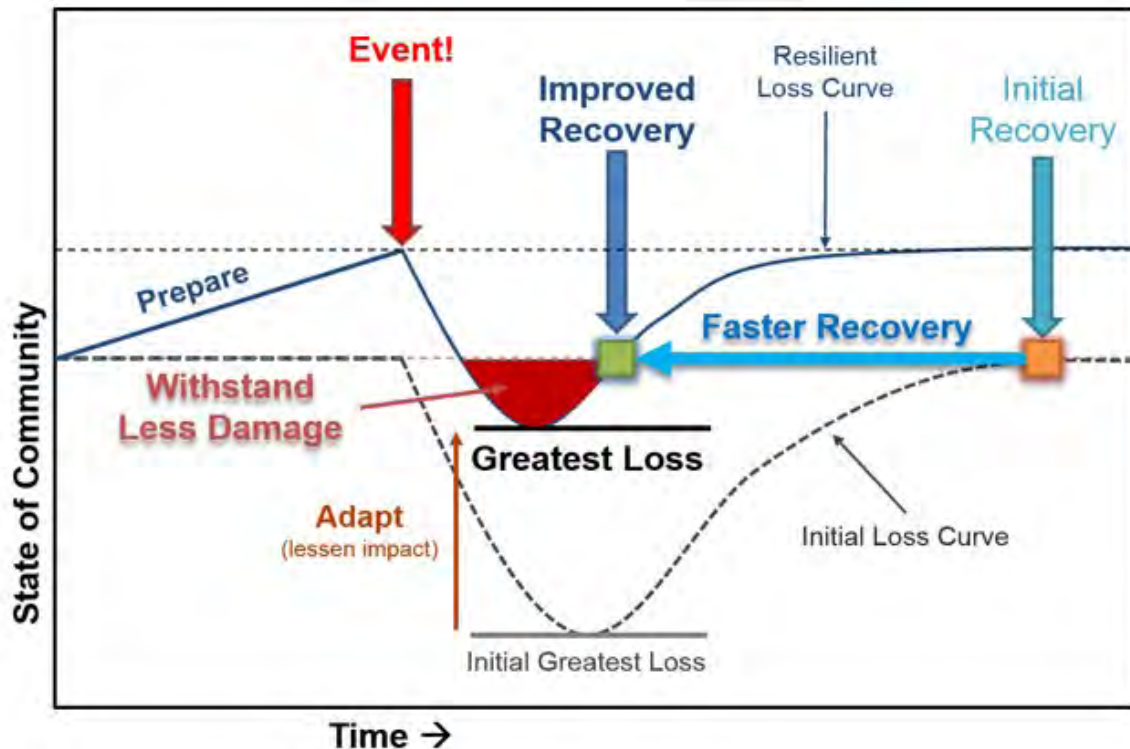 Event!
Improved
Recovery
Resilient
Loss Curve
Initial
Recovery
Prepare
Faster Recovery
Withstand
Less Damage
Greatest Loss
Adapt
(lessen impact)
Initial Loss Curve
Initial Greatest Loss
State of Community
Time →